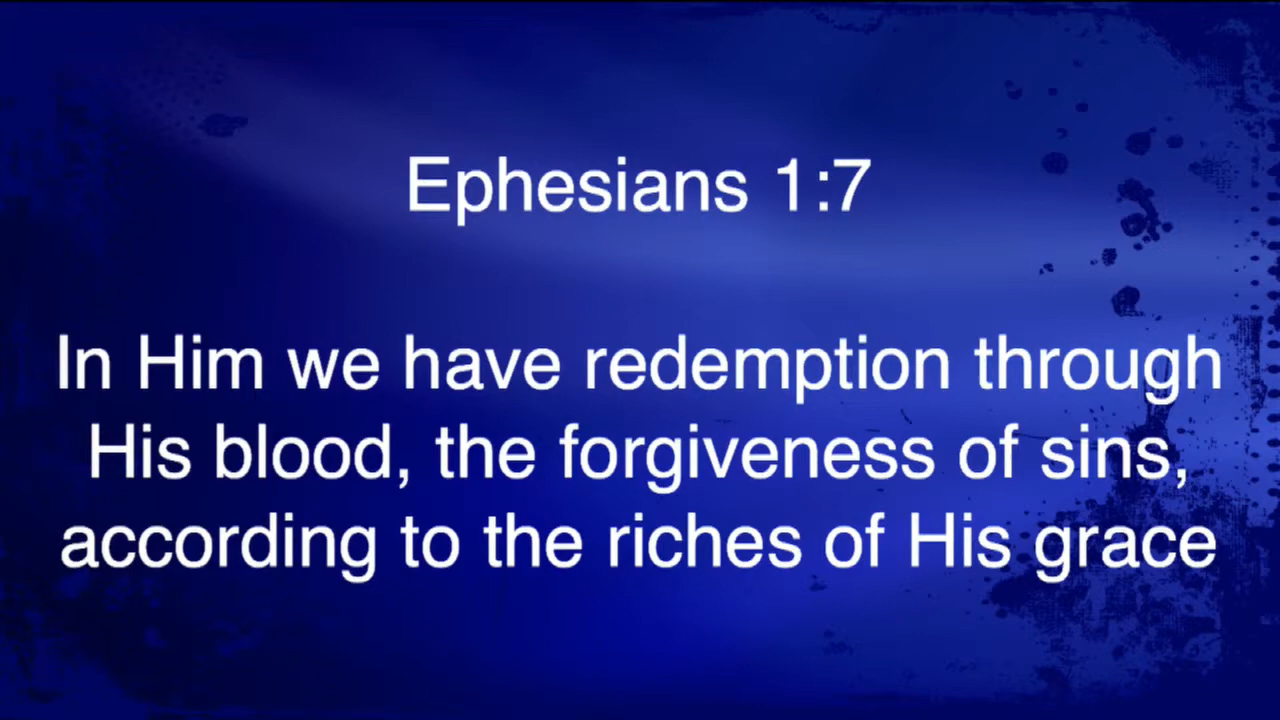 Ephesians 1:7
In Him we have redemption through
His blood, the forgiveness of sins,
according to the riches of His grace